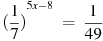 (1/7)^{5x-8} = 1/49